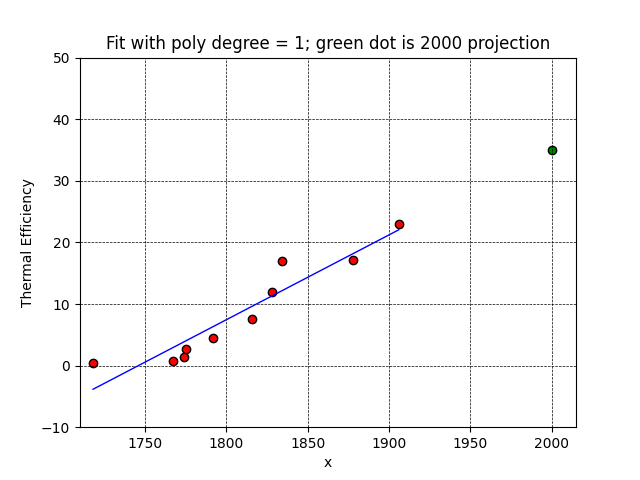 Fit with poly degree = 1; green dot is 2000 projection
50
40
30
20
10
0
−10
Thermal Efficiency
1750 1800 1850 1900 1950 2000
x